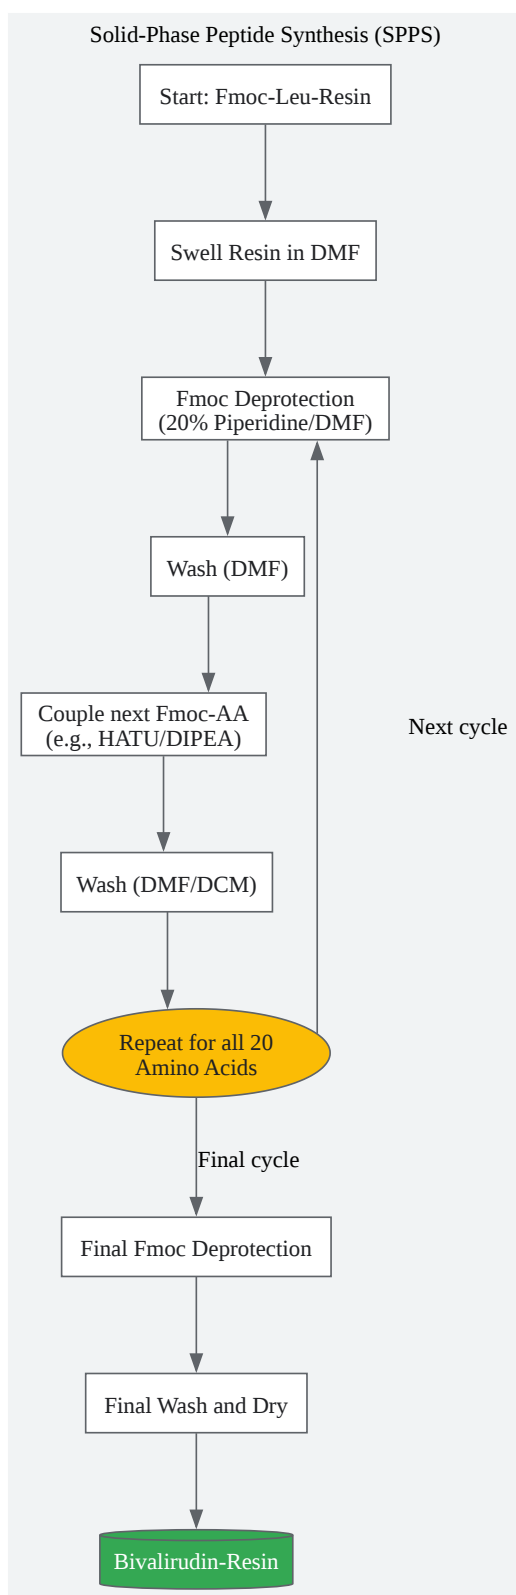 Solid-Phase Peptide Synthesis (SPPS)
Start: Fmoc-Leu-Resin
Swell Resin in DMF
Fmoc Deprotection
(20% Piperidine/DMF)
Wash (DMF)
Couple next Fmoc-AA
(e.g., HATU/DIPEA)
Next cycle
Wash (DMF/DCM)
Repeat for all 20
Amino Acids
Final cycle
Final Fmoc Deprotection
Final Wash and Dry
Bivalirudin-Resin